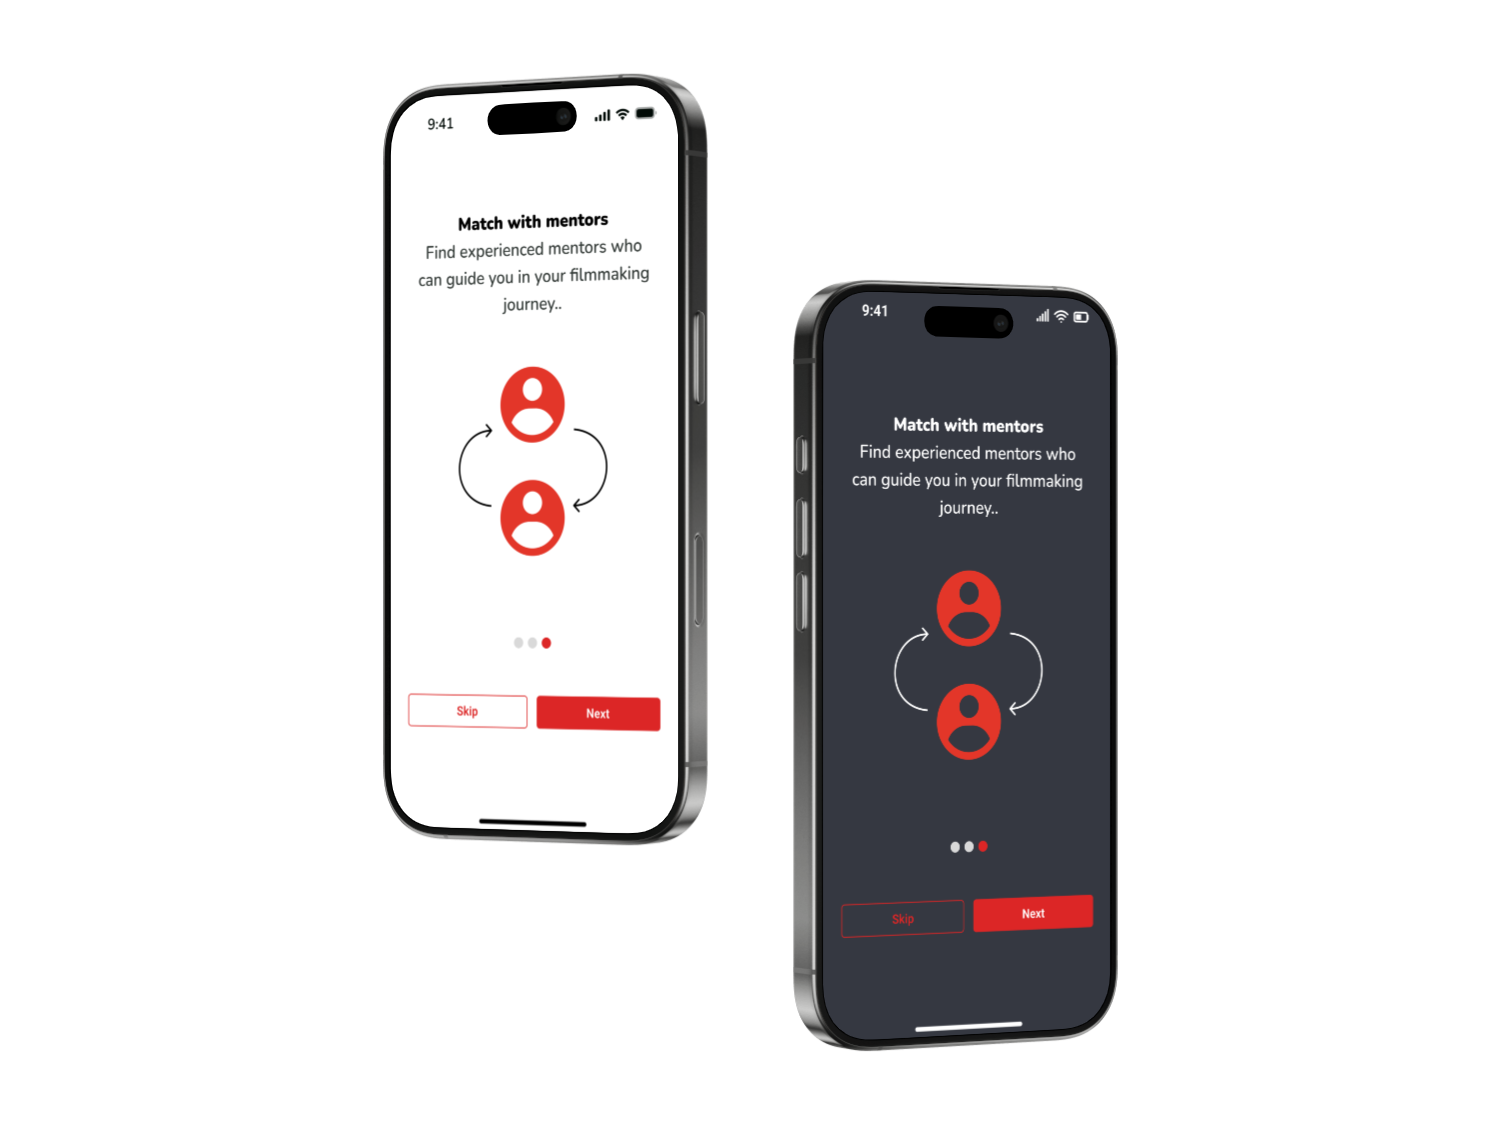 9:41
Match with mentors
Find experienced mentors who
can guide you in your filmmaking
journey..
Skip
Next
9:41
Match with mentors
Find experienced mentors who
can guide you in your filmmaking
journey..
Skip
Next